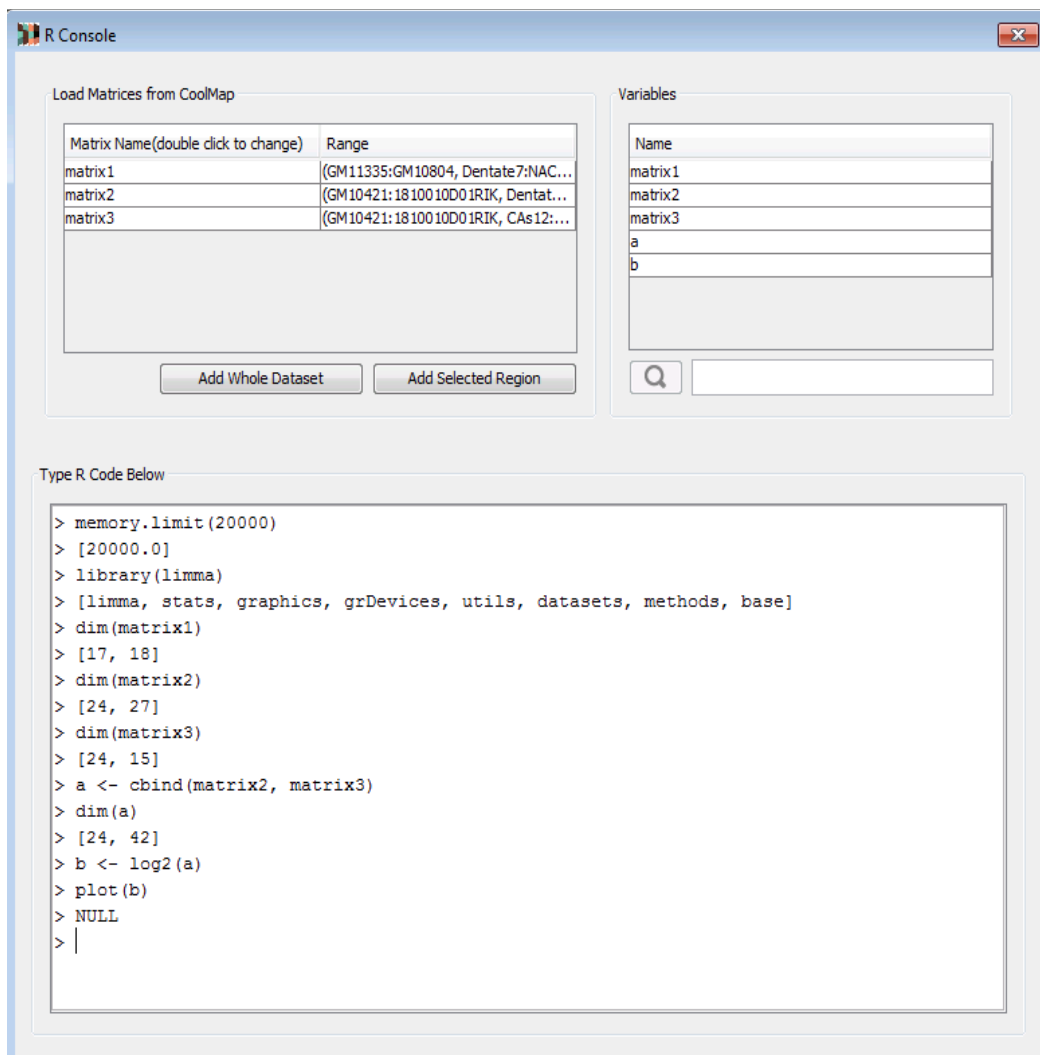 R Console
Load Matrices from CoolMap
Matrix Name(double click to change) Range
matrix1 (GM11335:GM10804, Dentate7:NAC...
matrix2 (GM10421:1810010D01RIK, Dentat...
matrix3 (GM10421:1810010D01RIK, CAs12:...
Add Whole Dataset Add Selected Region
Variables
Name
matrix1
matrix2
matrix3
a
b
Type R Code Below
> memory.limit(20000)
> [20000.0]
> library(limma)
> [limma, stats, graphics, grDevices, utils, datasets, methods, base]
> dim(matrix1)
> [17, 18]
> dim(matrix2)
> [24, 27]
> dim(matrix3)
> [24, 15]
> a <- cbind(matrix2, matrix3)
> dim(a)
> [24, 42]
> b <- log2(a)
> plot(b)
> NULL
>